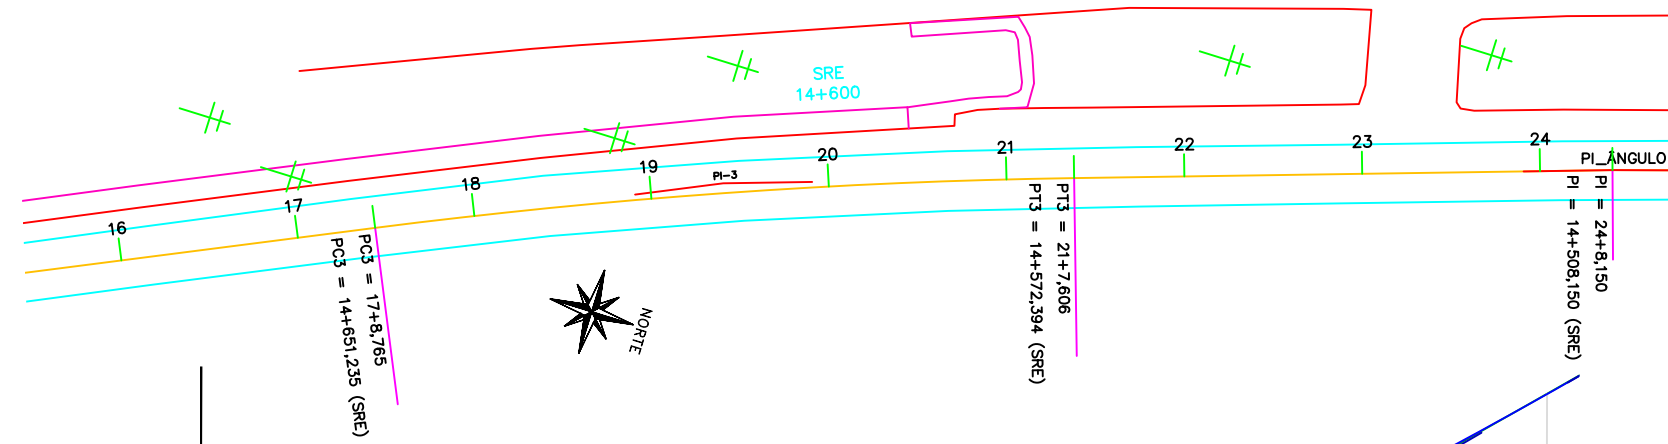 SRE
14+600
16
17
18
19
20
21
22
23
24
PI-3
PI_ÂNGULO
PC3 = 17+8,765
PC3 = 14+651,235 (SRE)
PT3 = 21+7,606
PT3 = 14+572,394 (SRE)
PI = 24+8,150
PI = 14+508,150 (SRE)
NORTE